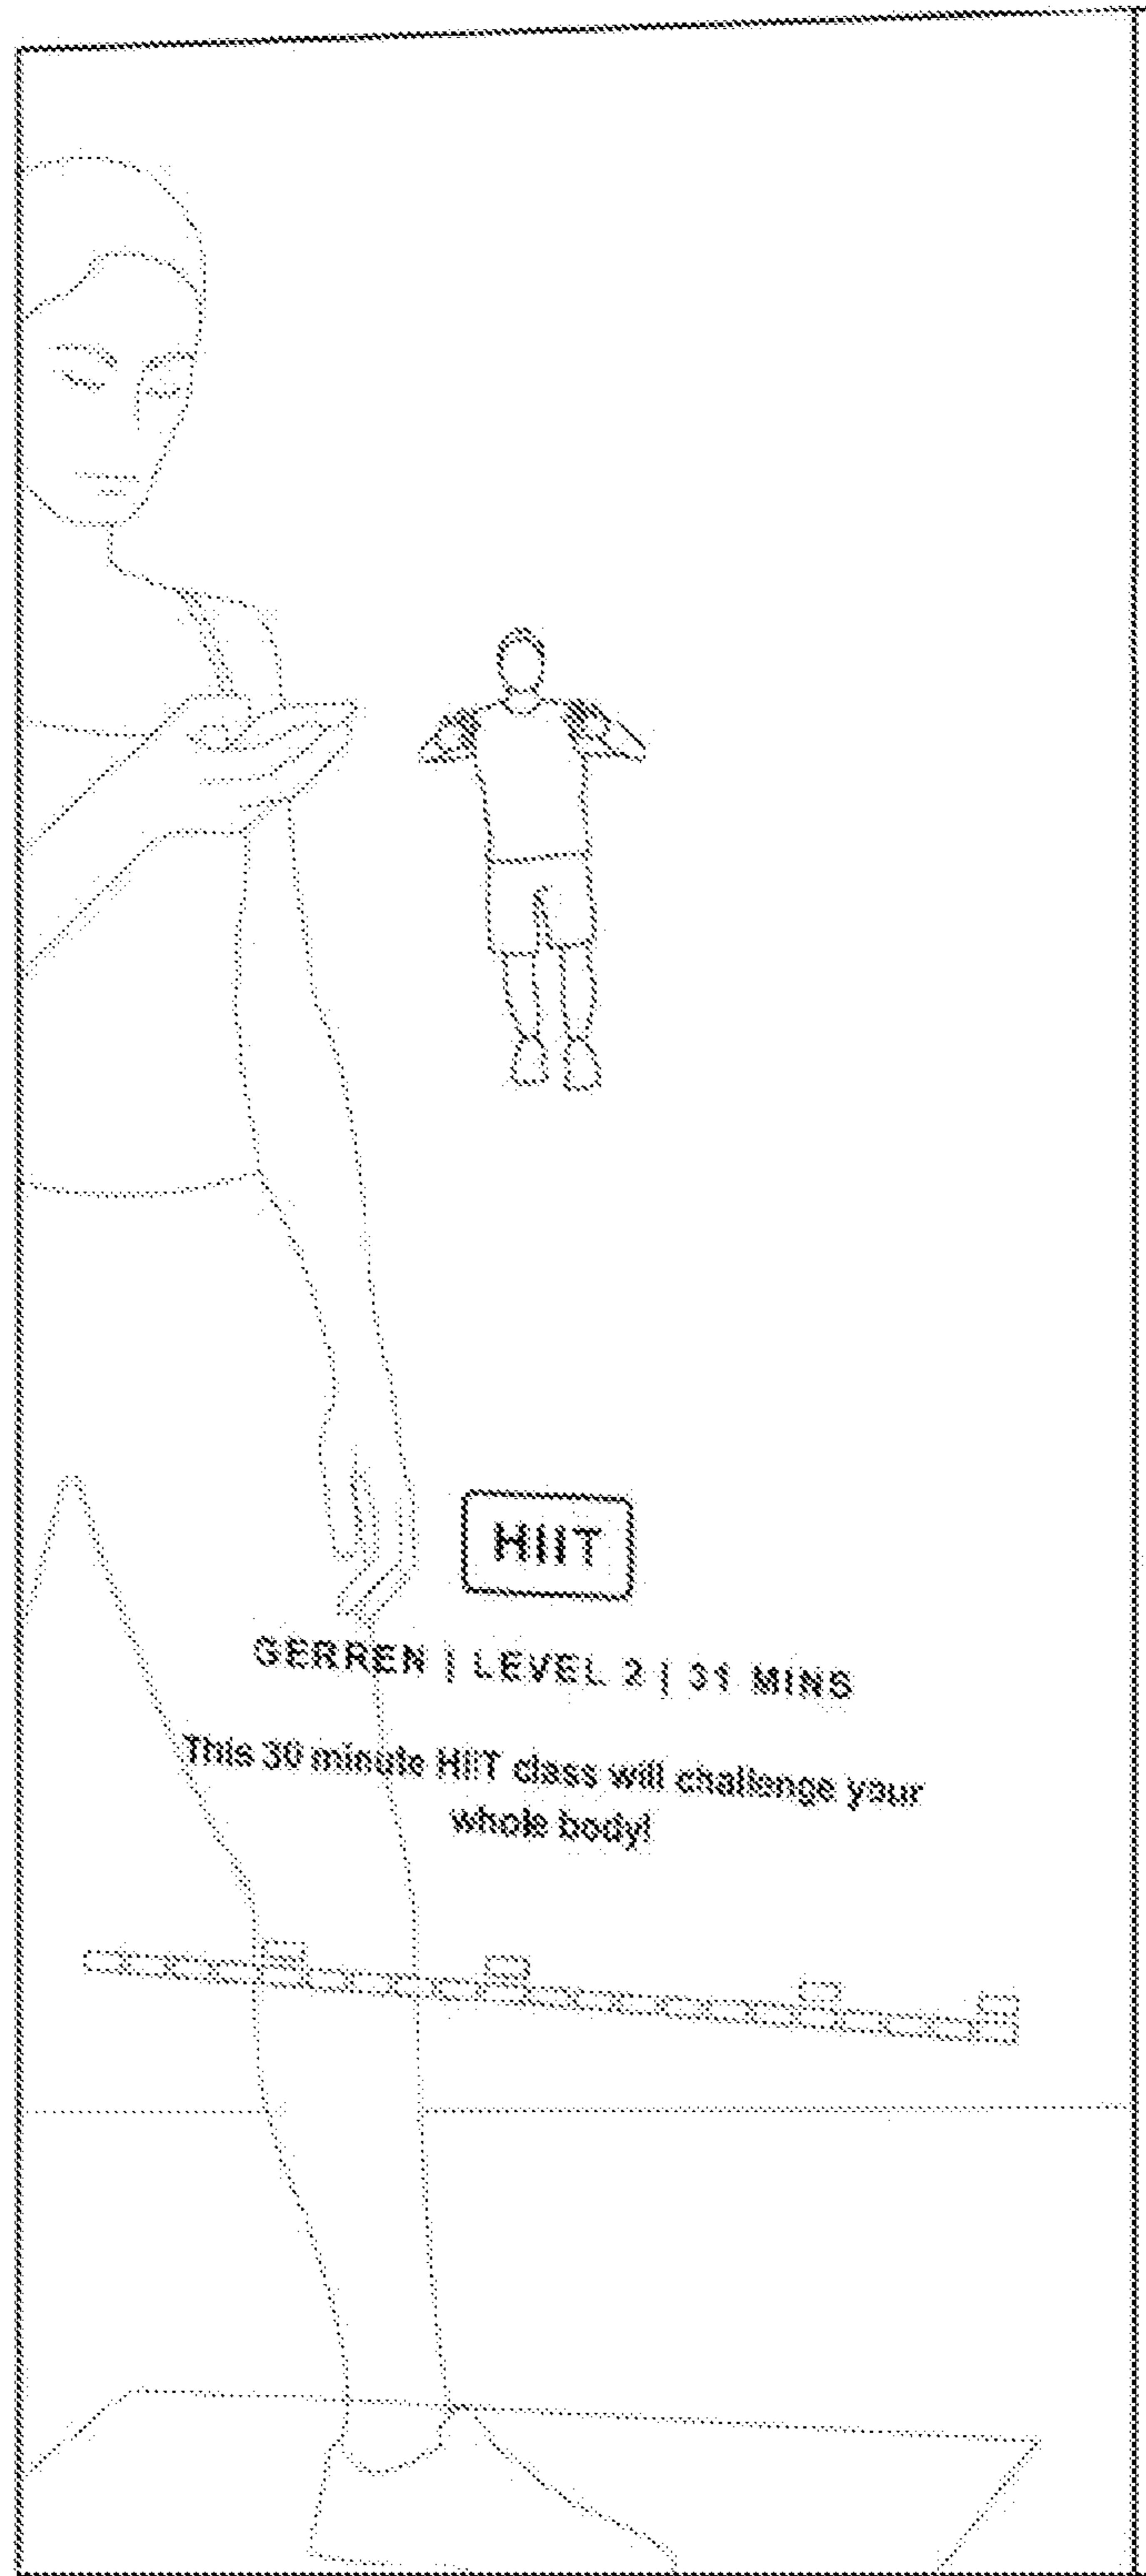 HIIT
GERREN | LEVEL 2 | 31 MINS
This 30 minute HIIT class will challenge your
whole body!